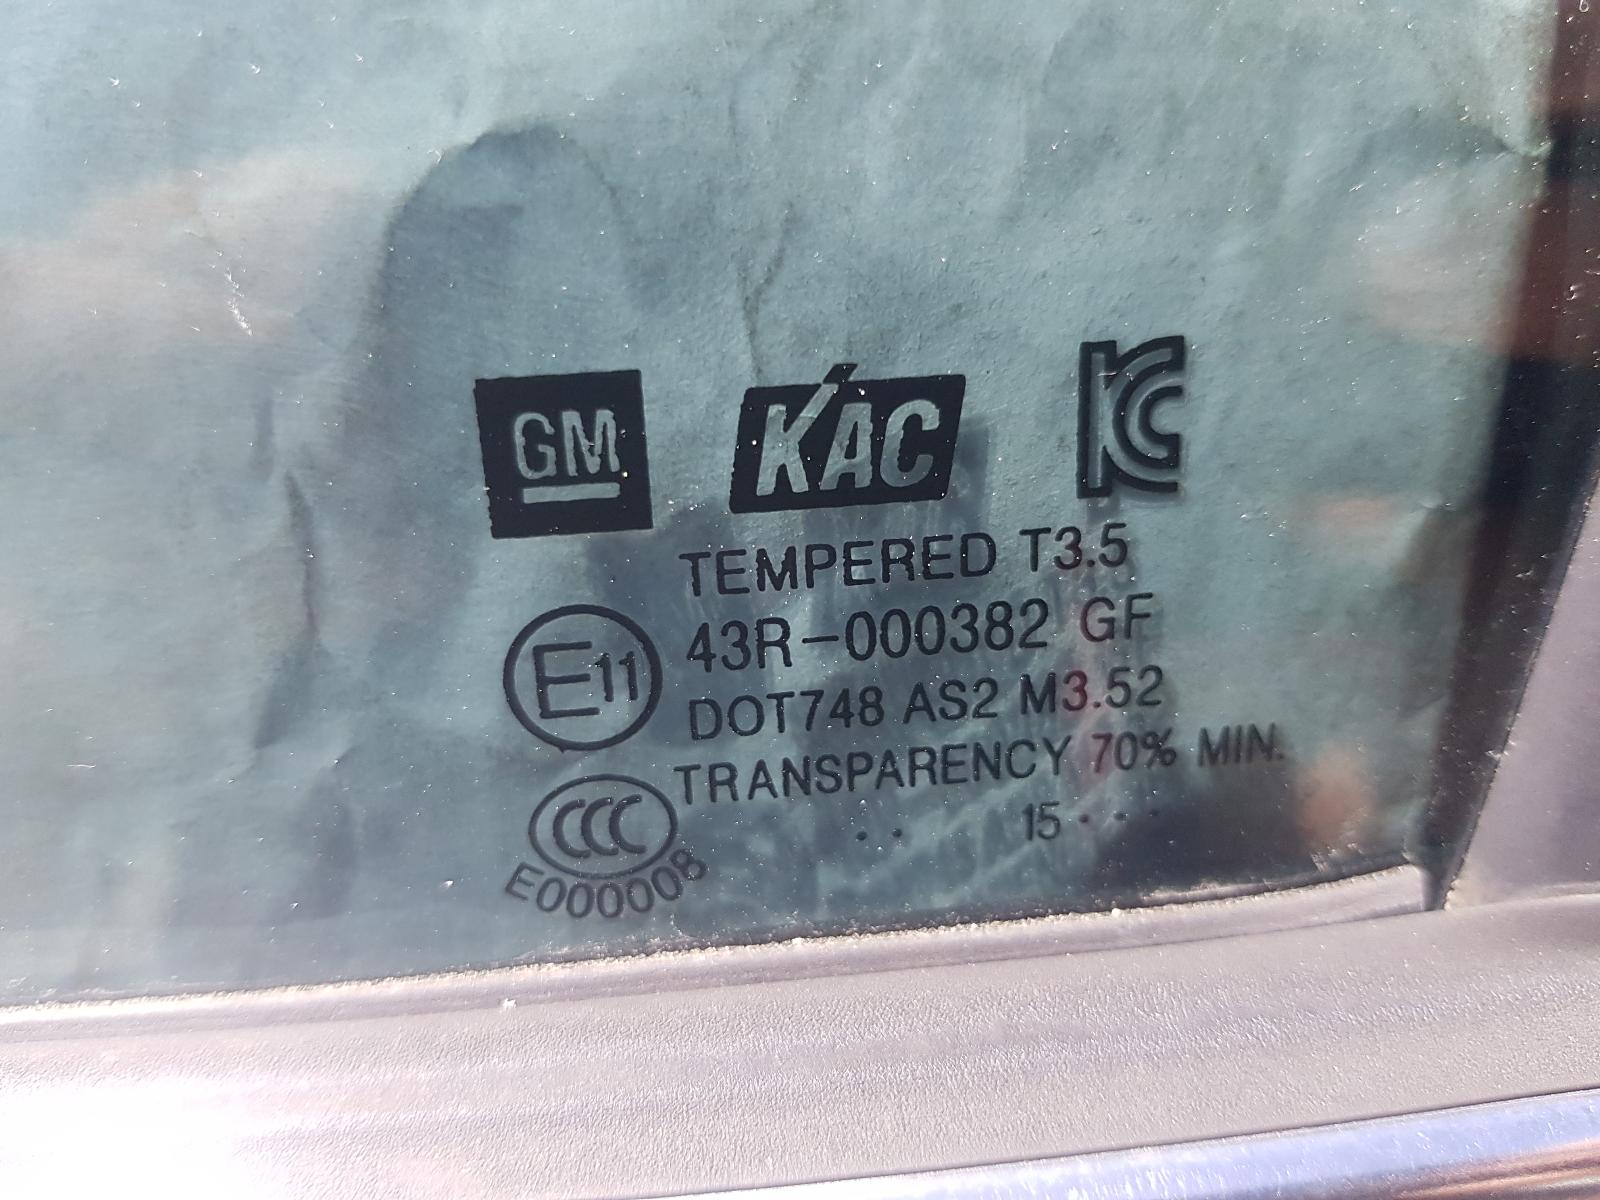 GM KAC KC
TEMPERED T3.5
E11 43R-000382 GF
DOT748 AS2 M3.52
TRANSPARENCY 70% MIN.
CCC
.. 15 ...
E000008